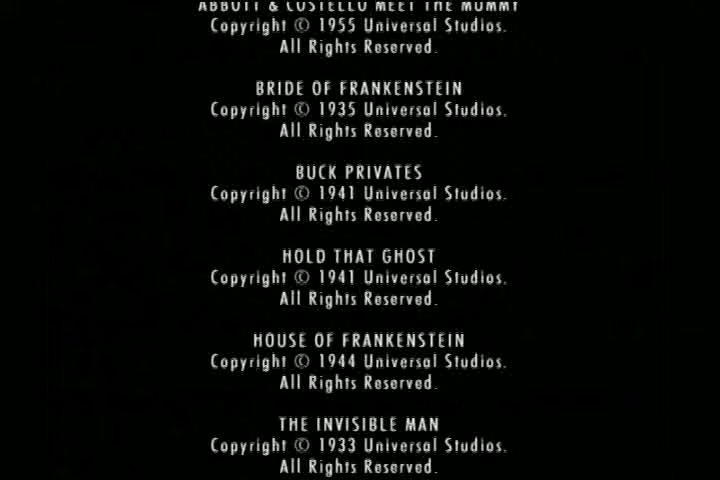 ABBOTT & COSTELLO MEET THE MUMMY
Copyright © 1955 Universal Studios.
All Rights Reserved.
BRIDE OF FRANKENSTEIN
Copyright © 1935 Universal Studios.
All Rights Reserved.
BUCK PRIVATES
Copyright © 1941 Universal Studios.
All Rights Reserved.
HOLD THAT GHOST
Copyright © 1941 Universal Studios.
All Rights Reserved.
HOUSE OF FRANKENSTEIN
Copyright © 1944 Universal Studios.
All Rights Reserved.
THE INVISIBLE MAN
Copyright © 1933 Universal Studios.
All Rights Reserved.